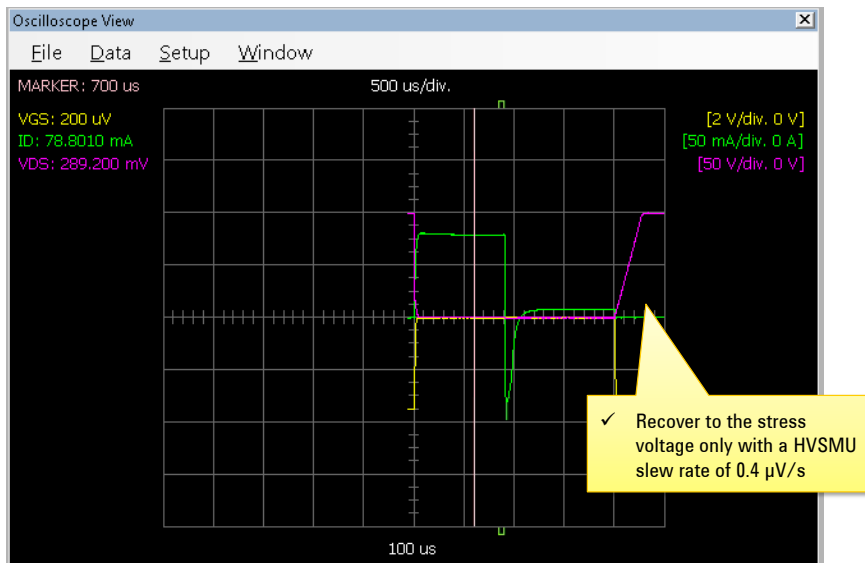 Oscilloscope View
File Data Setup Window
MARKER: 700 us 500 us/div.
VGS: 200 uV [2 V/div. 0 V]
ID: 78.8010 mA [50 mA/div. 0 A]
VDS: 289.200 mV [50 V/div. 0 V]
✓ Recover to the stress
voltage only with a HVSMU
slew rate of 0.4 µV/s
100 us